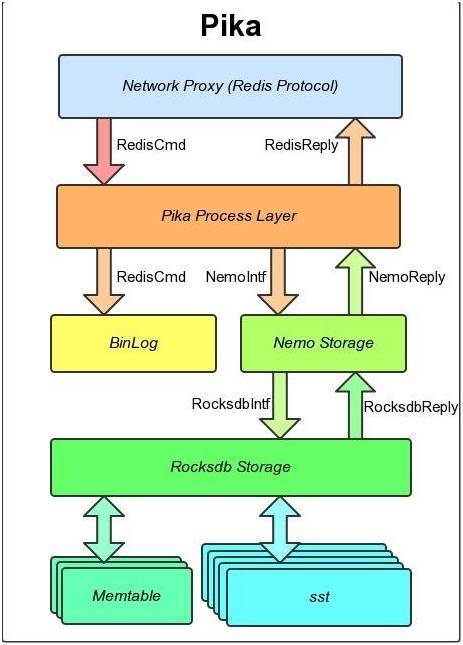 Pika
Network Proxy (Redis Protocol)
RedisCmd
RedisReply
Pika Process Layer
RedisCmd
NemoIntf
NemoReply
BinLog
Nemo Storage
RocksdbIntf
RocksdbReply
Rocksdb Storage
Memtable
sst